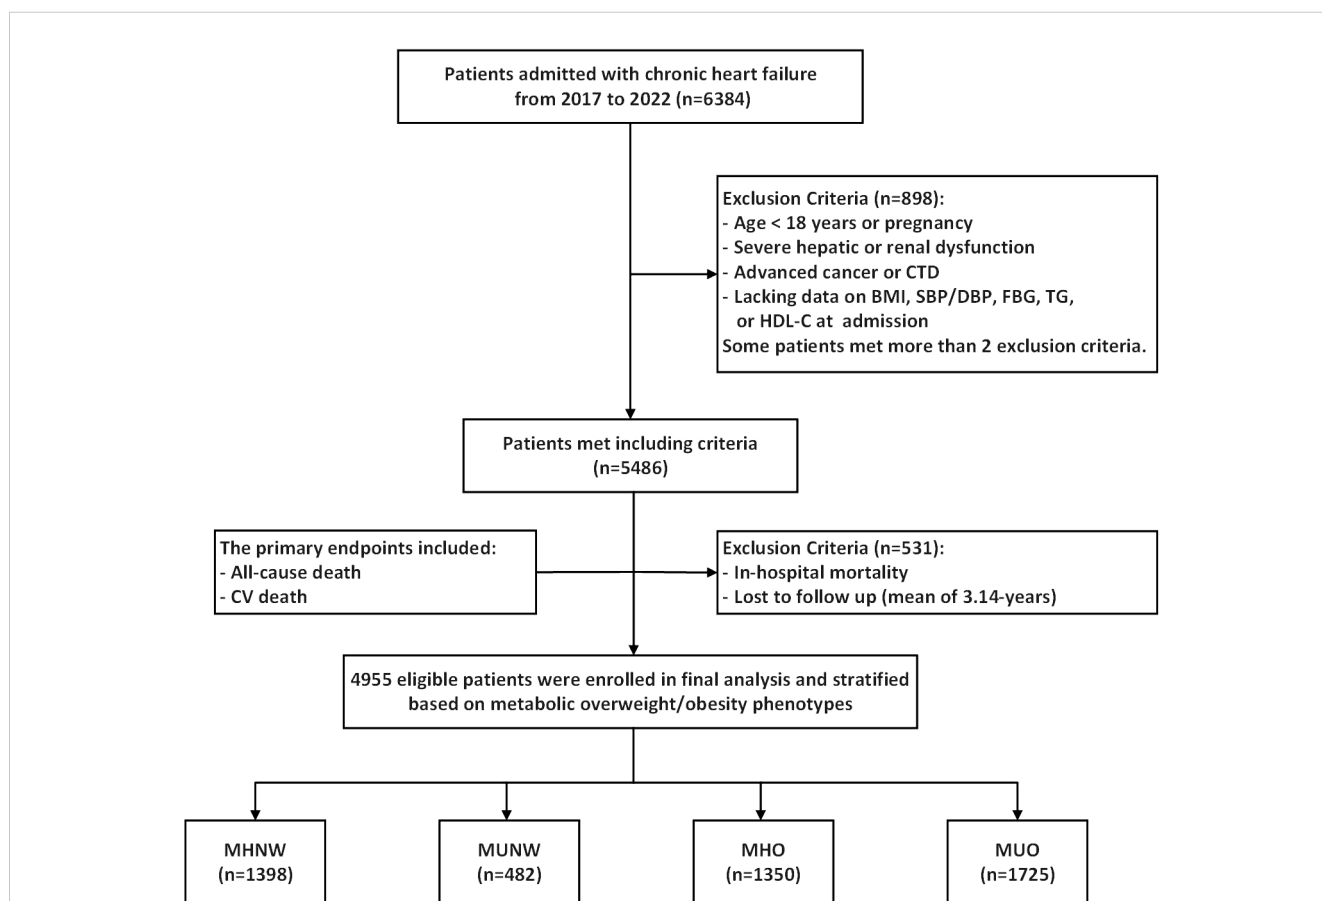 Patients admitted with chronic heart failure
from 2017 to 2022 (n=6384)
Exclusion Criteria (n=898):
- Age < 18 years or pregnancy
- Severe hepatic or renal dysfunction
- Advanced cancer or CTD
- Lacking data on BMI, SBP/DBP, FBG, TG,
or HDL-C at admission
Some patients met more than 2 exclusion criteria.
Patients met including criteria
(n=5486)
The primary endpoints included:
- All-cause death
- CV death
Exclusion Criteria (n=531):
- In-hospital mortality
- Lost to follow up (mean of 3.14-years)
4955 eligible patients were enrolled in final analysis and stratified
based on metabolic overweight/obesity phenotypes
MHNW
(n=1398)
MUNW
(n=482)
MHO
(n=1350)
MUO
(n=1725)